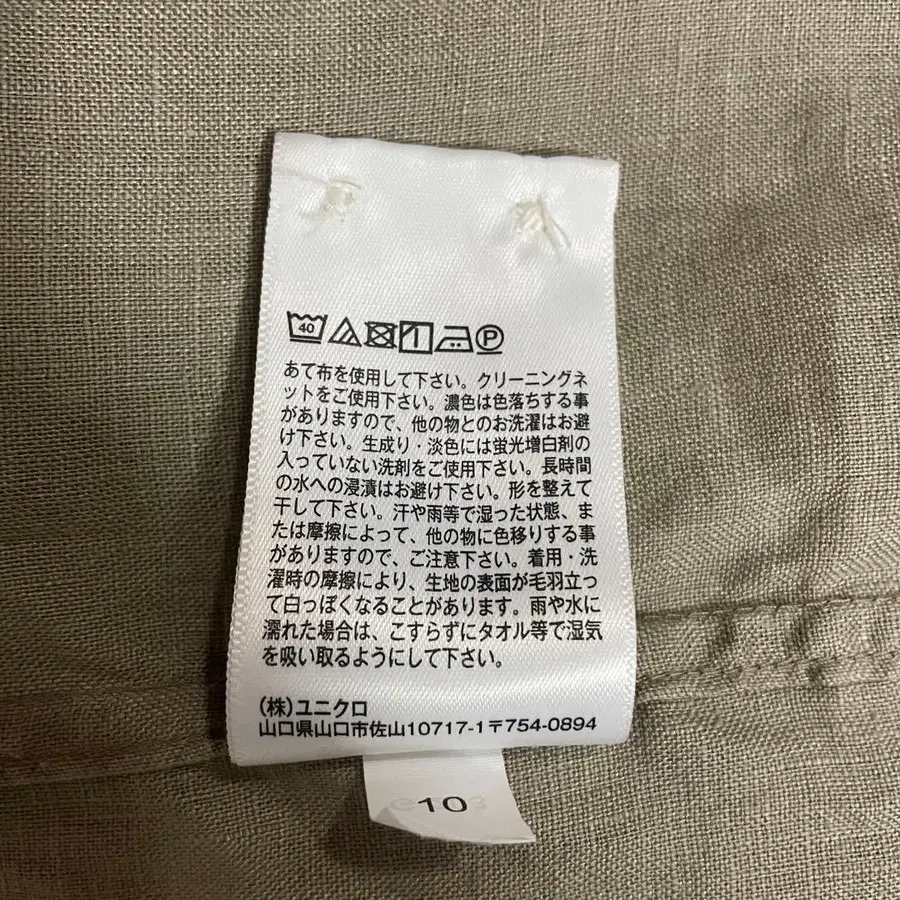 40 P
あて布を使用して下さい。クリーニングネ
ットをご使用下さい。濃色は色落ちする事
がありますので、他の物とのお洗濯はお避
け下さい。生成り・淡色には蛍光増白剤の
入っていない洗剤をご使用下さい。長時間
の水への浸漬はお避け下さい。形を整えて
干して下さい。汗や雨等で湿った状態、ま
たは摩擦によって、他の物に色移りする事
がありますので、ご注意下さい。着用・洗
濯時の摩擦により、生地の表面が毛羽立っ
て白っぽくなることがあります。雨や水に
濡れた場合は、こすらずにタオル等で湿気
を吸い取るようにして下さい。
(株)ユニクロ
山口県山口市佐山10717-1〒754-0894
10